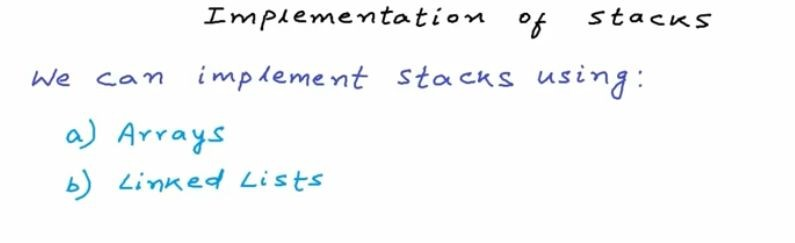 Implementation of stacks
We can implement stacks using:
a) Arrays
b) Linked Lists